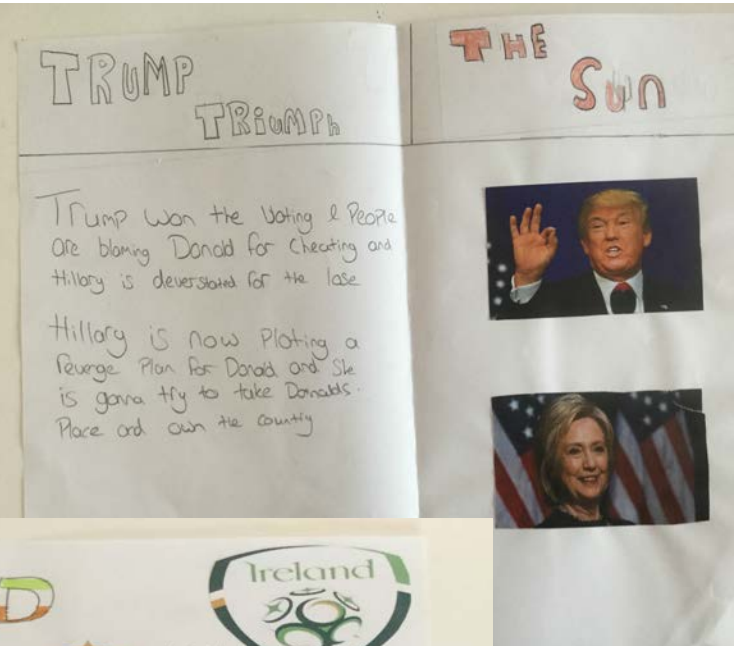 TRUMP
TRiUMPh
THE
SUn
Trump won the Voting & People
are blaming Donald for Cheating and
Hillary is deverstated for the lose
Hillary is now Ploting a
revenge Plan for Donald and She
is gonna try to take Donalds.
Place and own the country
Ireland
D